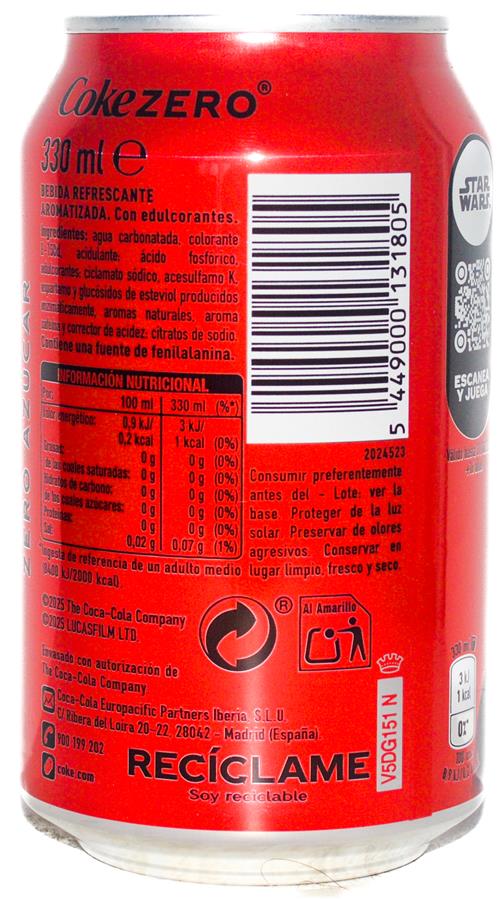 CokeZERO®
330 ml e
BEBIDA REFRESCANTE
AROMATIZADA. Con edulcorantes.
Ingredientes: agua carbonatada, colorante
E-150d, acidulante: ácido fosfórico,
edulcorantes: ciclamato sódico, acesulfamo K,
aspartamo y glucósidos de esteviol producidos
enzimáticamente, aromas naturales, aroma
cafeína y corrector de acidez: citratos de sodio.
Contiene una fuente de fenilalanina.
INFORMACIÓN NUTRICIONAL
Por: 100 ml 330 ml (%*)
Valor energético: 0,9 kJ/ 3 kJ/
0,2 kcal 1 kcal (0%)
Grasas: 0 g 0 g (0%)
de las cuales saturadas: 0 g 0 g (0%)
hidratos de carbono: 0 g 0 g (0%)
de los cuales azúcares: 0 g 0 g (0%)
Proteínas: 0 g 0 g (0%)
Sal: 0,02 g 0,07 g (1%)
*Ingesta de referencia de un adulto medio
(8400 kJ/2000 kcal).
ZERO AZÚCAR
5 449000 131805
2024523
Consumir preferentemente
antes del - Lote: ver la
base. Proteger de la luz
solar. Preservar de olores
agresivos. Conservar en
lugar limpio, fresco y seco.
©2025 The Coca-Cola Company
©2025 LUCASFILM LTD.
®
Al Amarillo
Envasado con autorización de
The Coca-Cola Company
Coca-Cola Europacific Partners Iberia, S.L.U.
C/ Ribera del Loira 20-22, 28042 - Madrid (España).
900 199 202
coke.com
RECÍCLAME
Soy reciclable
V5DG151 N
STAR
WARS
ESCANEA
Y JUEGA
330 ml
3 kJ
1 kcal
0%*